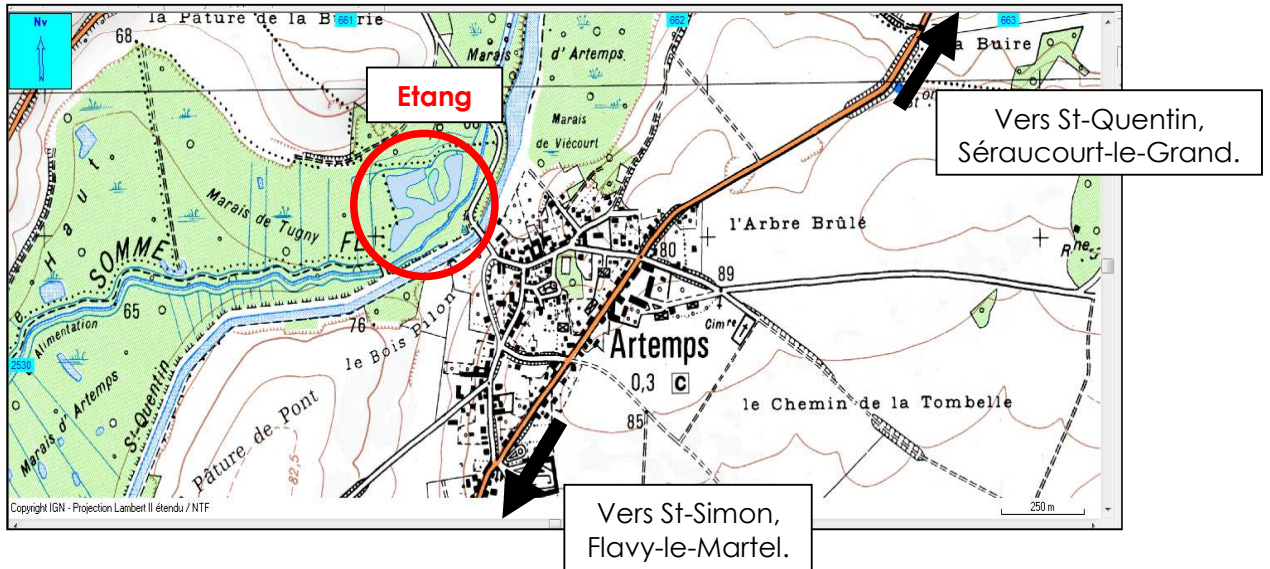 la Pâture de la
661
662
663
Nv
68
Marais
d'Artemps
la Buire
Etang
Marais
de Viécourt
Vers St-Quentin,
Séraucourt-le-Grand.
Haut
Marais de Tugny
l'Arbre Brûlé
SOMME
80
89
Rne
65
76
Alimentation
le Bois Pilon
Cimre
2530
Artemps
0,3 C
Marais d'Artemps
St-Quentin
Pâture de Pont
82,5
85
le Chemin de la Tombelle
Copyright IGN - Projection Lambert II étendu / NTF
250 m
Vers St-Simon,
Flavy-le-Martel.